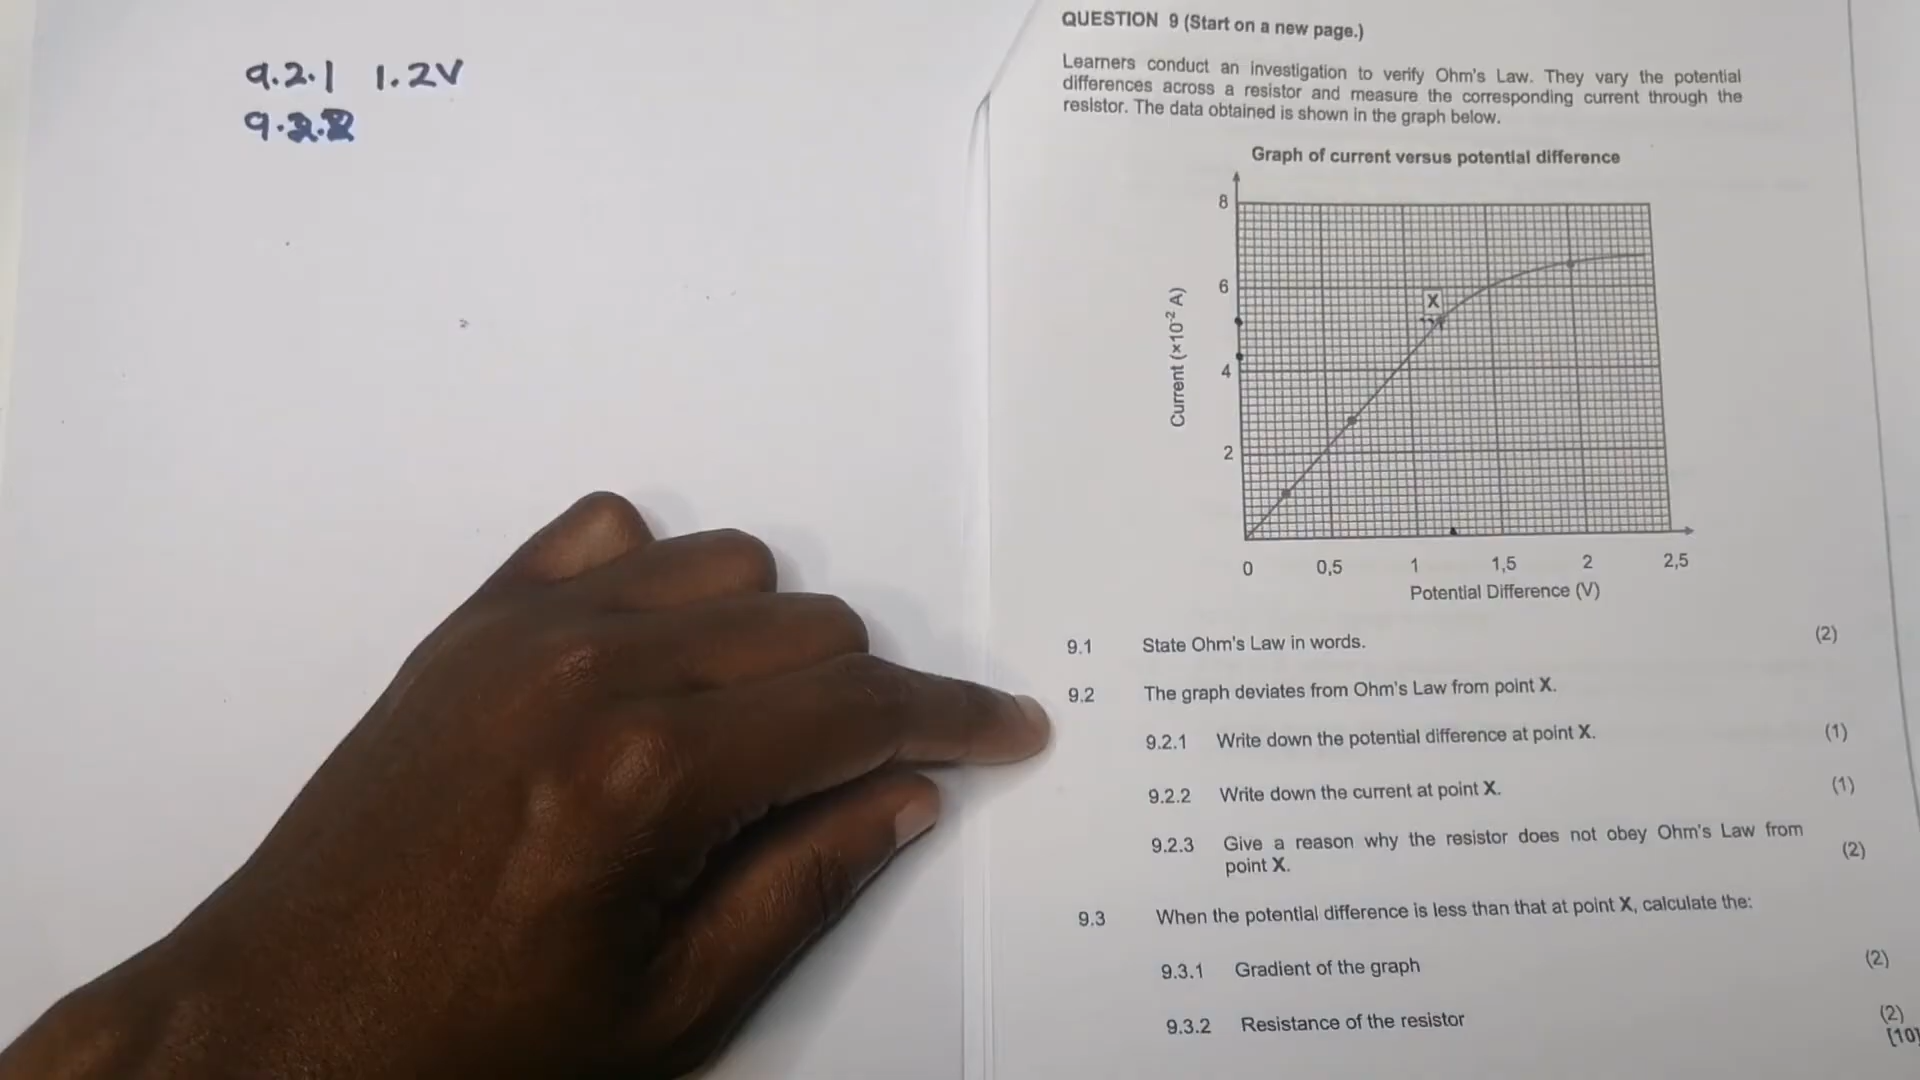 9.2.1 1.2V
9.2.2
QUESTION 9 (Start on a new page.)
Learners conduct an investigation to verify Ohm's Law. They vary the potential
differences across a resistor and measure the corresponding current through the
resistor. The data obtained is shown in the graph below.
Graph of current versus potential difference
8
6
4
2
X
Current (×10⁻² A)
0 0,5 1 1,5 2 2,5
Potential Difference (V)
9.1 State Ohm's Law in words. (2)
9.2 The graph deviates from Ohm's Law from point X.
9.2.1 Write down the potential difference at point X. (1)
9.2.2 Write down the current at point X. (1)
9.2.3 Give a reason why the resistor does not obey Ohm's Law from
point X. (2)
9.3 When the potential difference is less than that at point X, calculate the:
9.3.1 Gradient of the graph (2)
9.3.2 Resistance of the resistor (2)
[10]